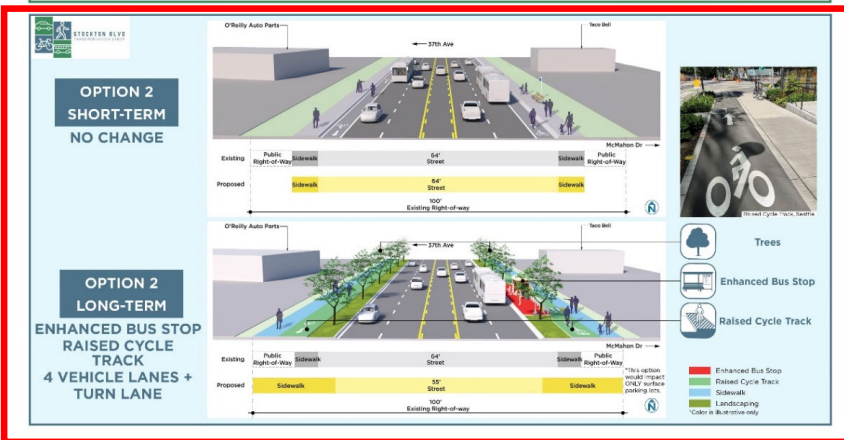 STOCKTON BLVD
OPTION 2
SHORT-TERM
NO CHANGE
O'Reilly Auto Parts
37th Ave
Taco Bell
McMahon Dr
Existing
Public
Right-of-Way
Sidewalk
64'
Street
Sidewalk
Public
Right-of-Way
Proposed
Sidewalk
64'
Street
Sidewalk
100'
Existing Right-of-way
N
Raised Cycle Track, Seattle
OPTION 2
LONG-TERM
ENHANCED BUS STOP
RAISED CYCLE
TRACK
4 VEHICLE LANES +
TURN LANE
O'Reilly Auto Parts
37th Ave
Taco Bell
McMahon Dr
Existing
Public
Right-of-Way
Sidewalk
64'
Street
Sidewalk
Public
Right-of-Way
Proposed
Sidewalk
55'
Street
Sidewalk
100'
Existing Right-of-way
*This option
would impact
ONLY surface
parking lots.
N
Trees
Enhanced Bus Stop
Raised Cycle Track
Enhanced Bus Stop
Raised Cycle Track
Sidewalk
Landscaping
*Color is illustrative only